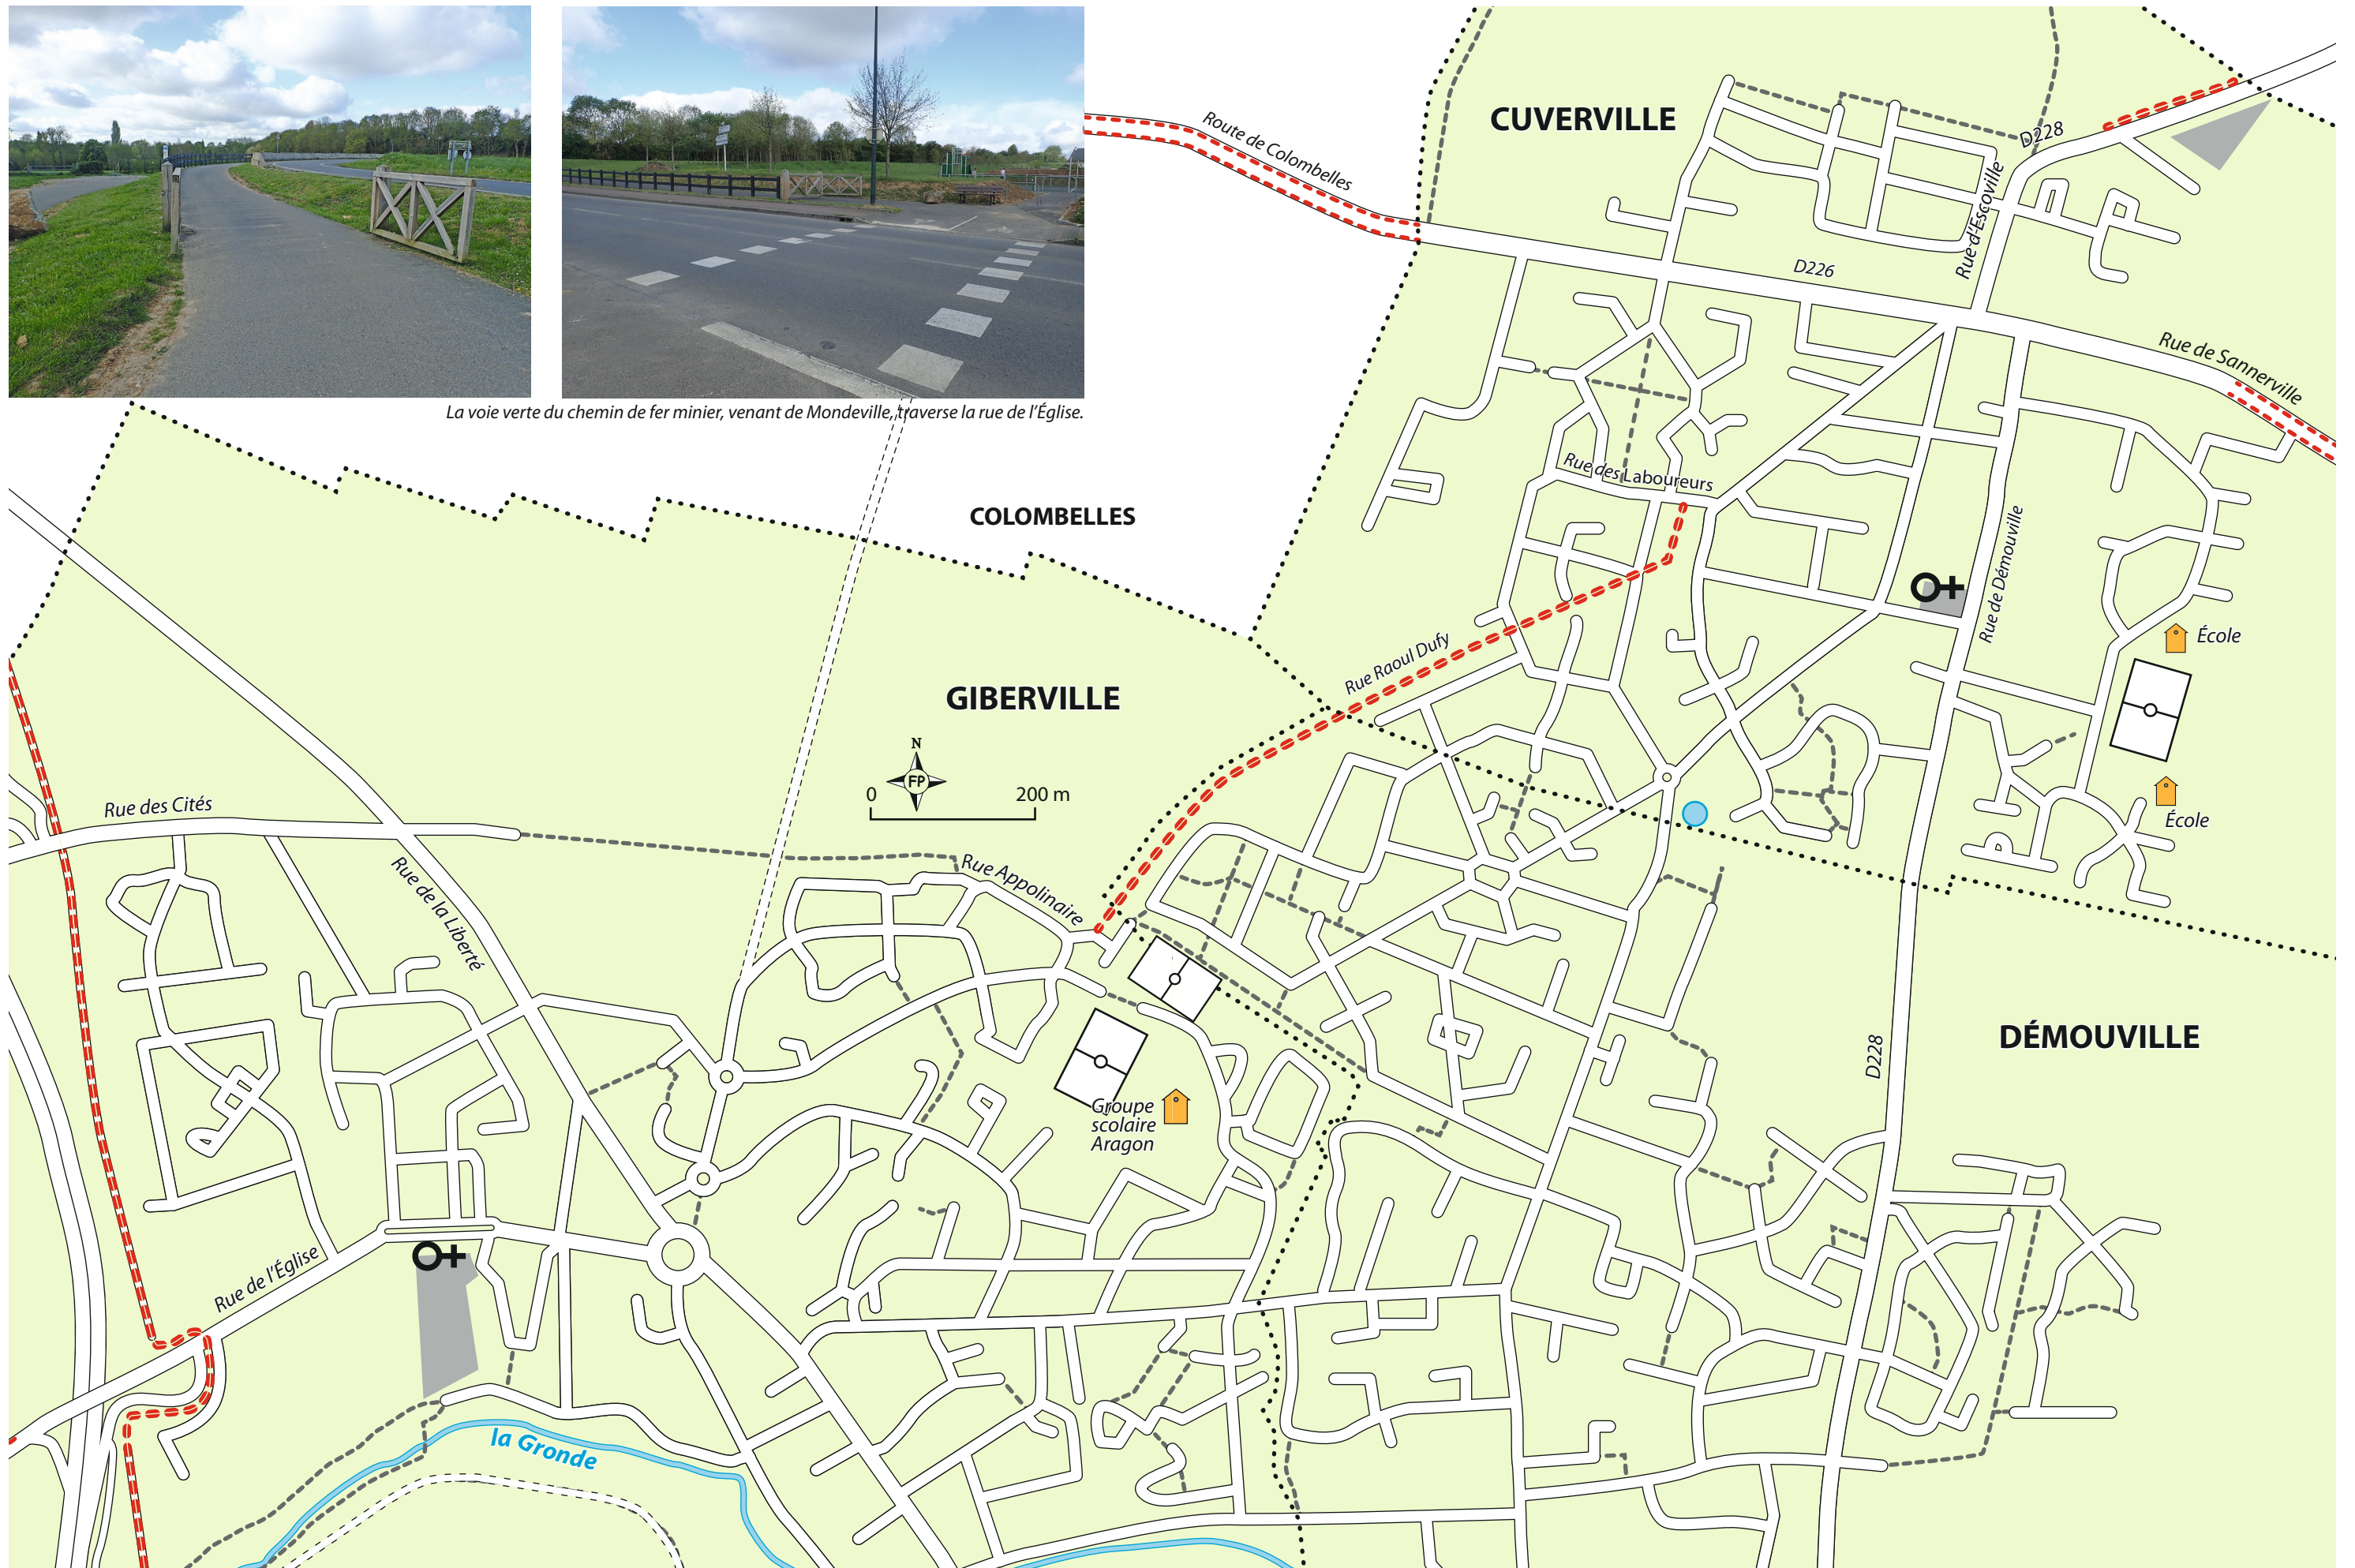 La voie verte du chemin de fer minier, venant de Mondeville, traverse la rue de l'Église.
CUVERVILLE
D228
Route de Colombelles
Rue d'Escoville
D226
Rue de Sannerville
Rue des Laboureurs
COLOMBELLES
Rue de Démouville
École
Rue Raoul Dufy
GIBERVILLE
N
FP
0 200 m
Rue des Cités
École
Rue Appolinaire
Rue de la Liberté
DÉMOUVILLE
D228
Groupe
scolaire
Aragon
Rue de l'Église
la Gronde